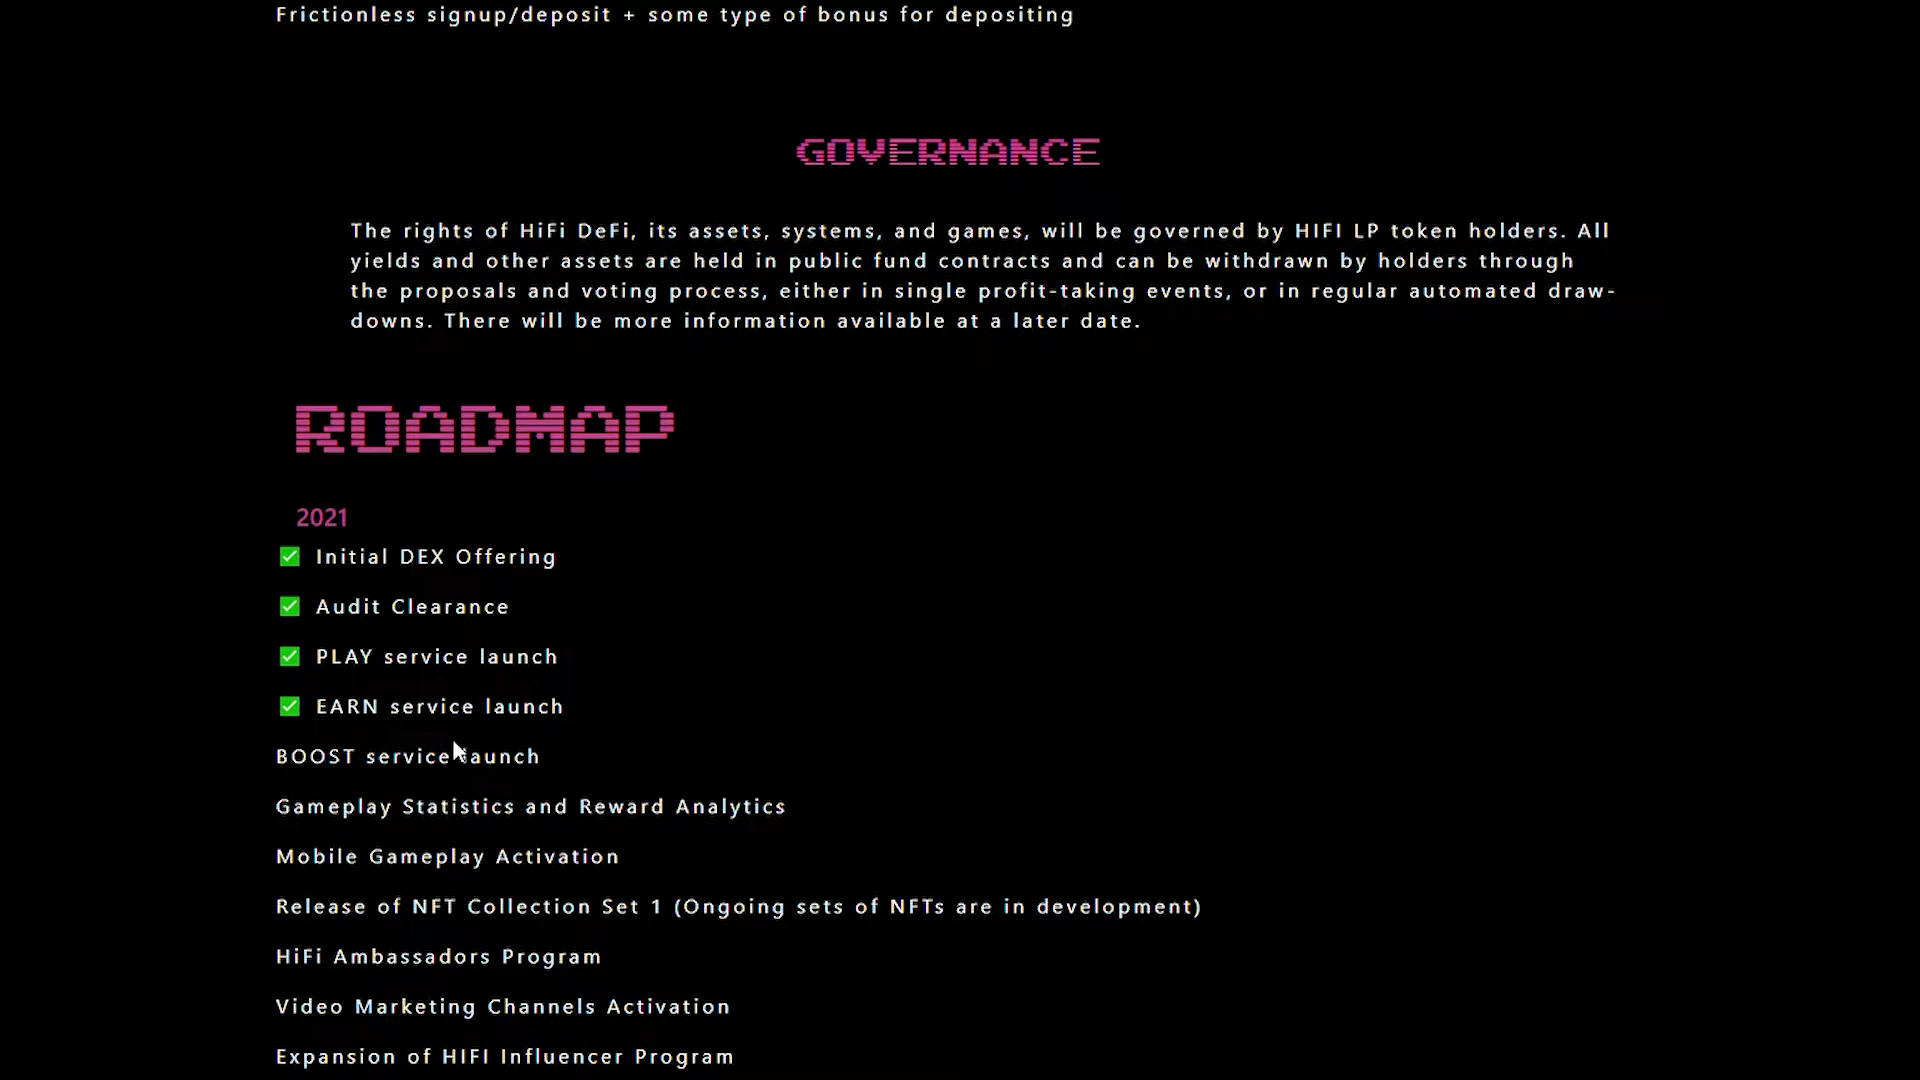 Frictionless signup/deposit + some type of bonus for depositing
GOVERNANCE
The rights of HiFi DeFi, its assets, systems, and games, will be governed by HIFI LP token holders. All
yields and other assets are held in public fund contracts and can be withdrawn by holders through
the proposals and voting process, either in single profit-taking events, or in regular automated draw-
downs. There will be more information available at a later date.
ROADMAP
2021
✅ Initial DEX Offering
✅ Audit Clearance
✅ PLAY service launch
✅ EARN service launch
BOOST service launch
Gameplay Statistics and Reward Analytics
Mobile Gameplay Activation
Release of NFT Collection Set 1 (Ongoing sets of NFTs are in development)
HiFi Ambassadors Program
Video Marketing Channels Activation
Expansion of HIFI Influencer Program